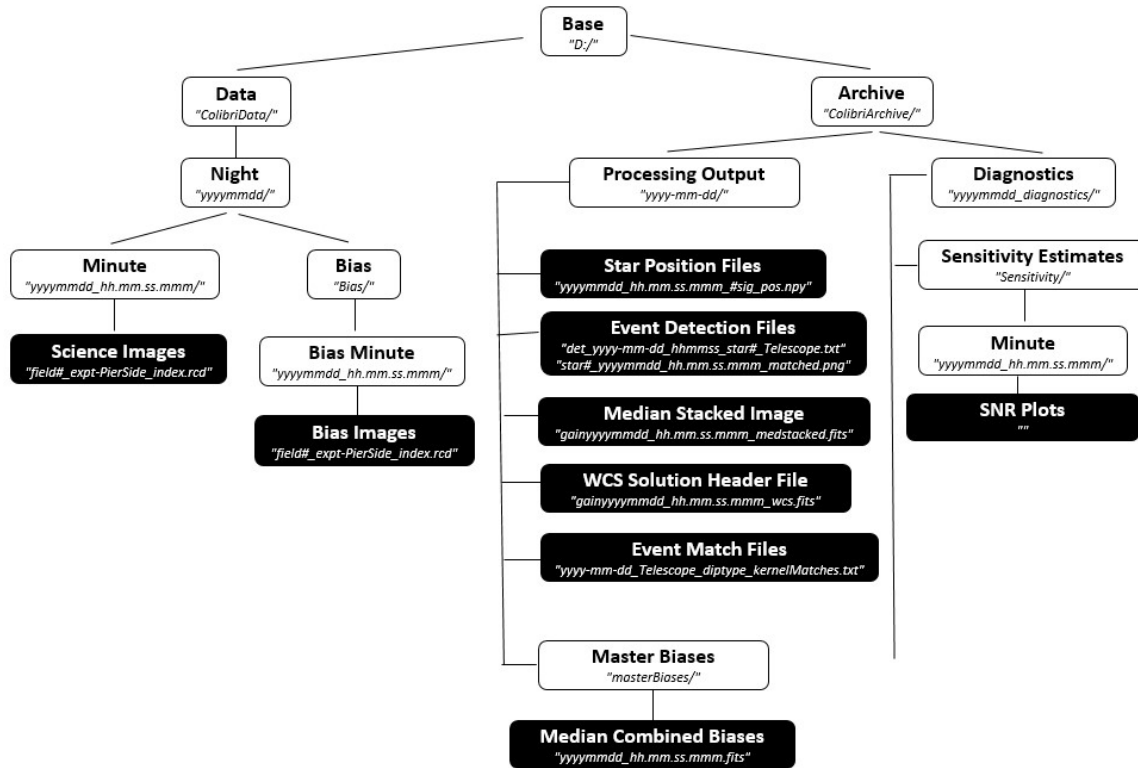 Base
"D:/"
Data
"ColibriData/"
Archive
"ColibriArchive/"
Night
"yyyymmdd/"
Processing Output
"yyyy-mm-dd/"
Diagnostics
"yyyymmdd_diagnostics/"
Minute
"yyyymmdd_hh.mm.ss.mmm/"
Bias
"Bias/"
Star Position Files
"yyyymmdd_hh.mm.ss.mmm_#sig_pos.npy"
Sensitivity Estimates
"Sensitivity/"
Science Images
"field#_expt-PierSide_index.rcd"
Bias Minute
"yyyymmdd_hh.mm.ss.mmm/"
Event Detection Files
"det_yyyy-mm-dd_hhmmss_star#_Telescope.txt"
"star#_yyyymmdd_hh.mm.ss.mmm_matched.png"
Minute
"yyyymmdd_hh.mm.ss.mmm/"
Bias Images
"field#_expt-PierSide_index.rcd"
Median Stacked Image
"gainyyyymmdd_hh.mm.ss.mmm_medstacked.fits"
SNR Plots
""
WCS Solution Header File
"gainyyyymmdd_hh.mm.ss.mmm_wcs.fits"
Event Match Files
"yyyy-mm-dd_Telescope_diptype_kernelMatches.txt"
Master Biases
"masterBiases/"
Median Combined Biases
"yyyymmdd_hh.mm.ss.mmm.fits"